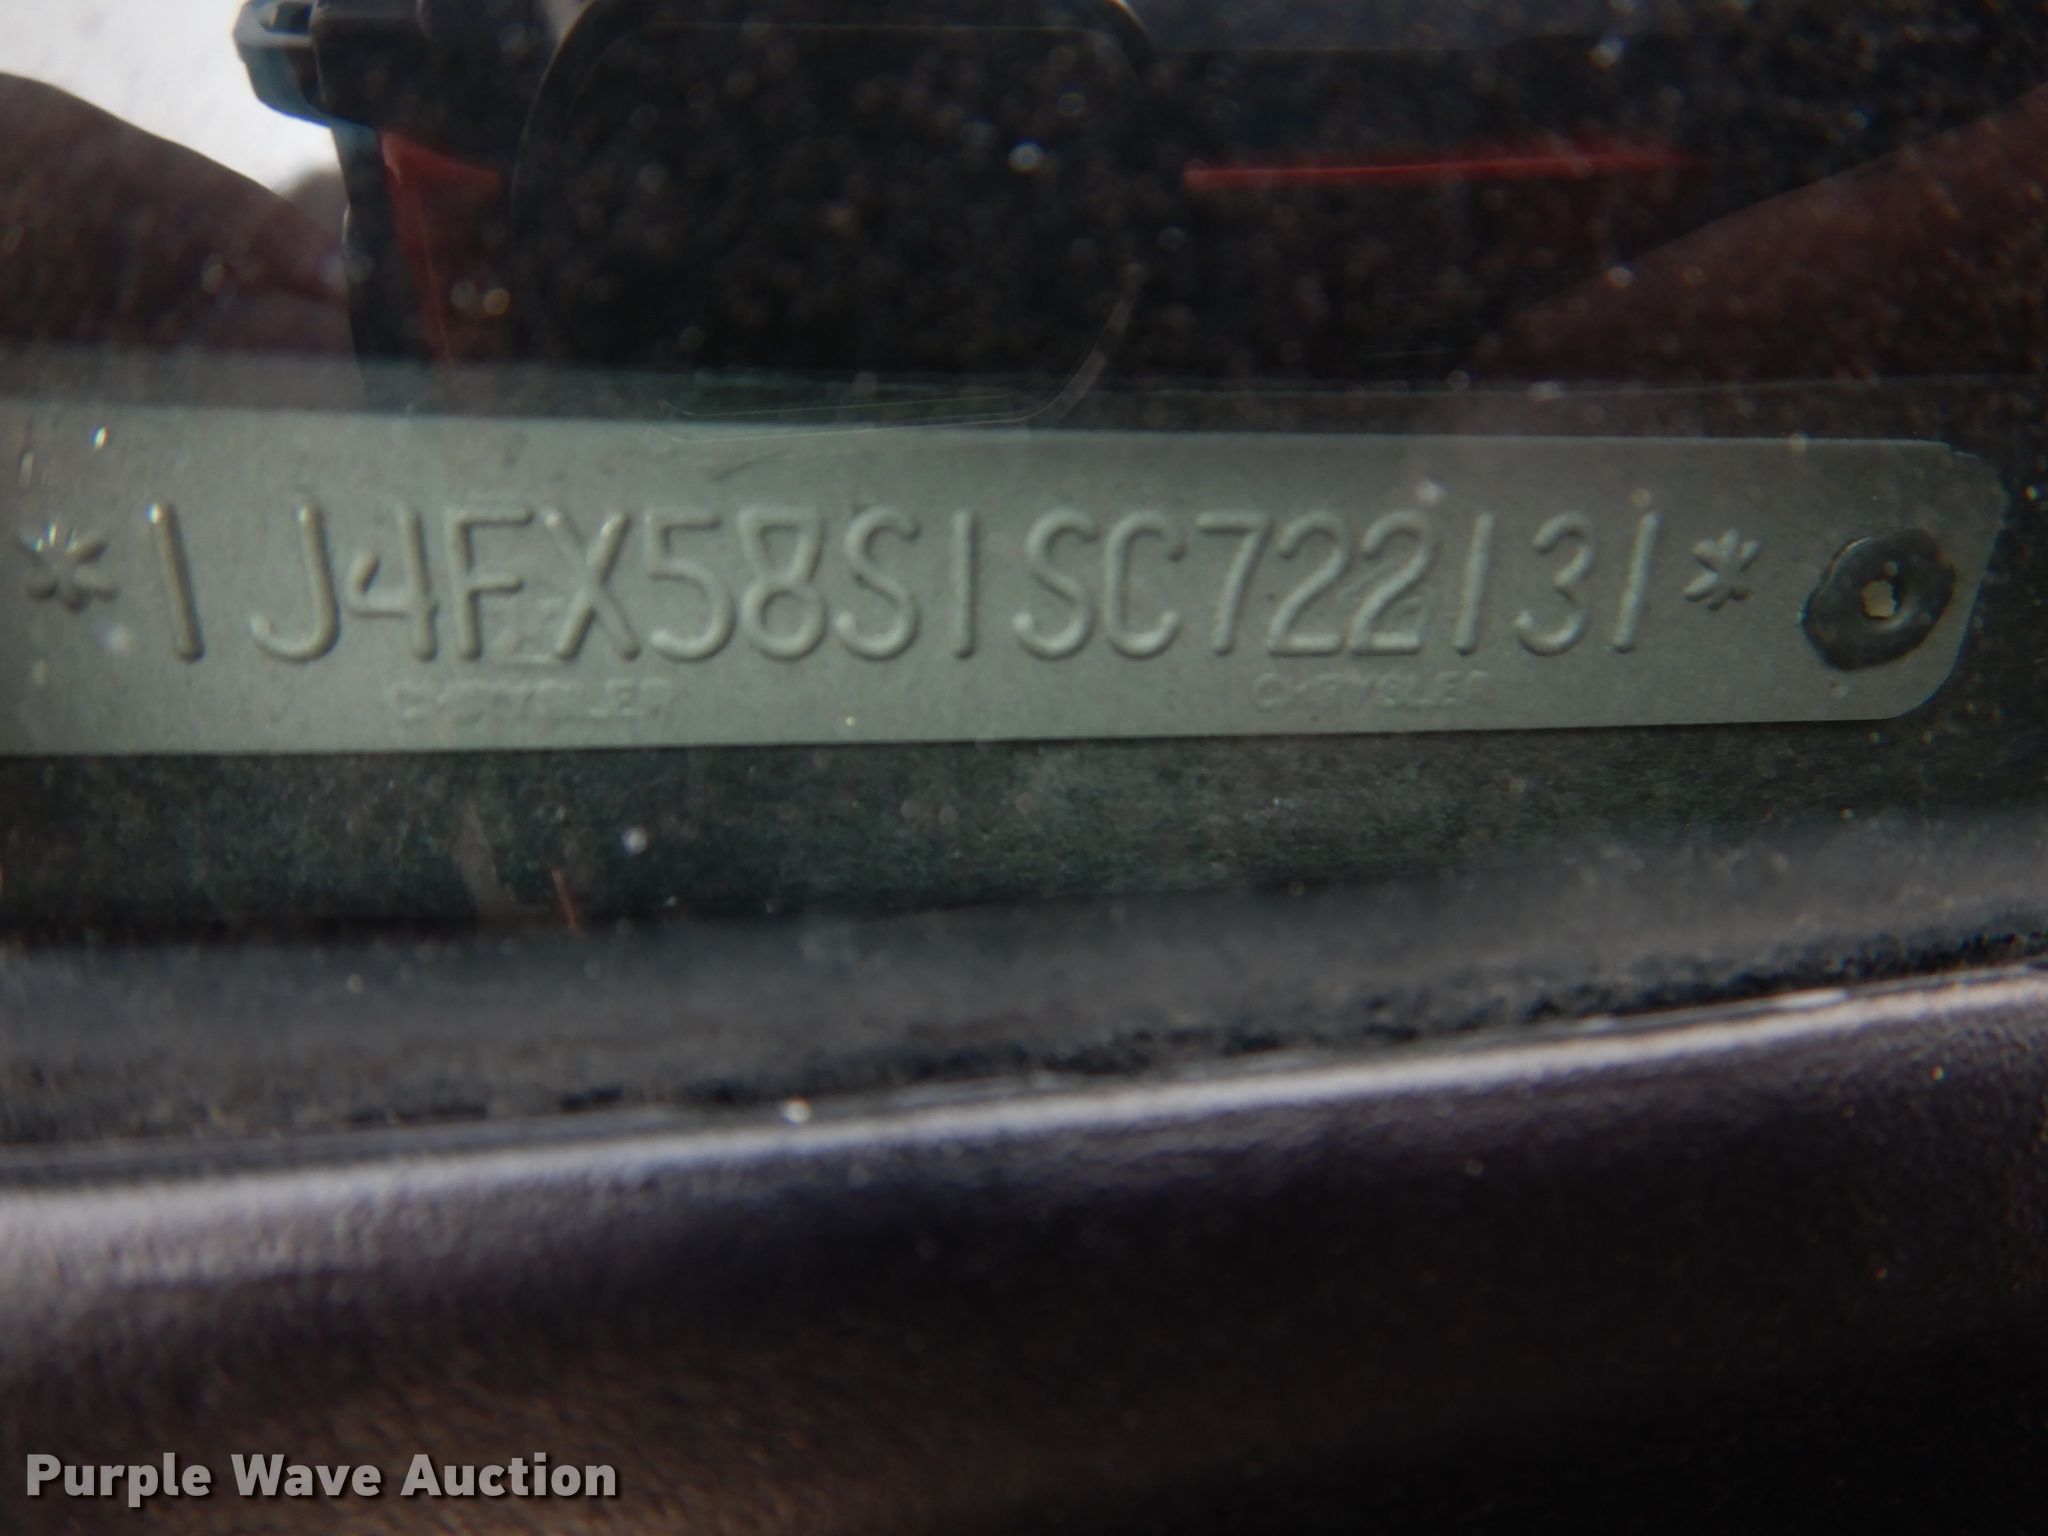 *1J4FX58S1SC722131*
CHRYSLER CHRYSLER
Purple Wave Auction